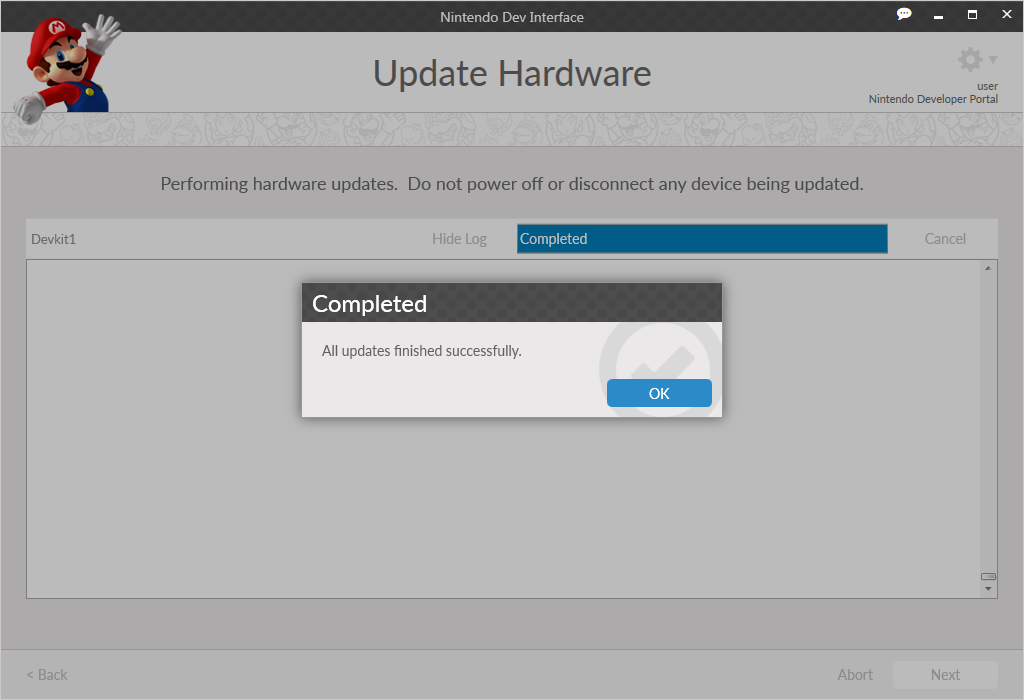 Nintendo Dev Interface
Update Hardware
user
Nintendo Developer Portal
Performing hardware updates.  Do not power off or disconnect any device being updated.
Devkit1 Hide Log Completed Cancel
Completed
All updates finished successfully.
OK
< Back Abort Next